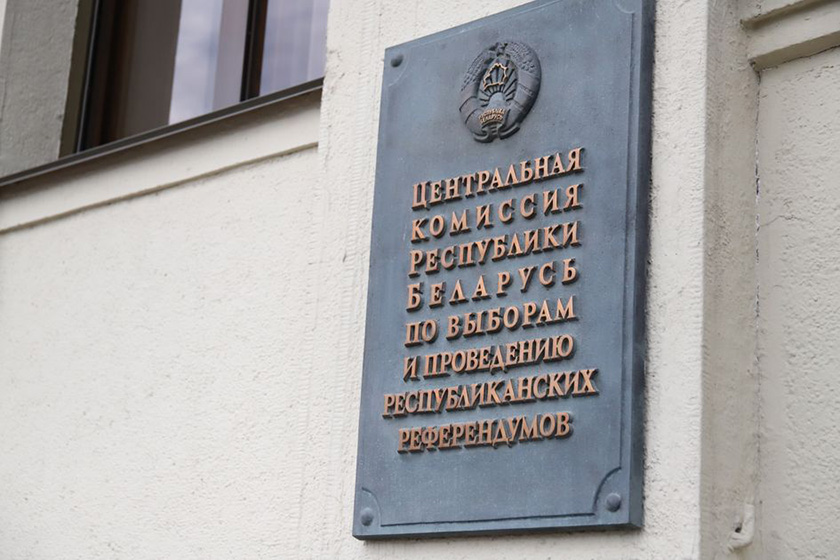 ЦЕНТРАЛЬНАЯ
КОМИССИЯ
РЕСПУБЛИКИ
БЕЛАРУСЬ
ПО ВЫБОРАМ
И ПРОВЕДЕНИЮ
РЕСПУБЛИКАНСКИХ
РЕФЕРЕНДУМОВ